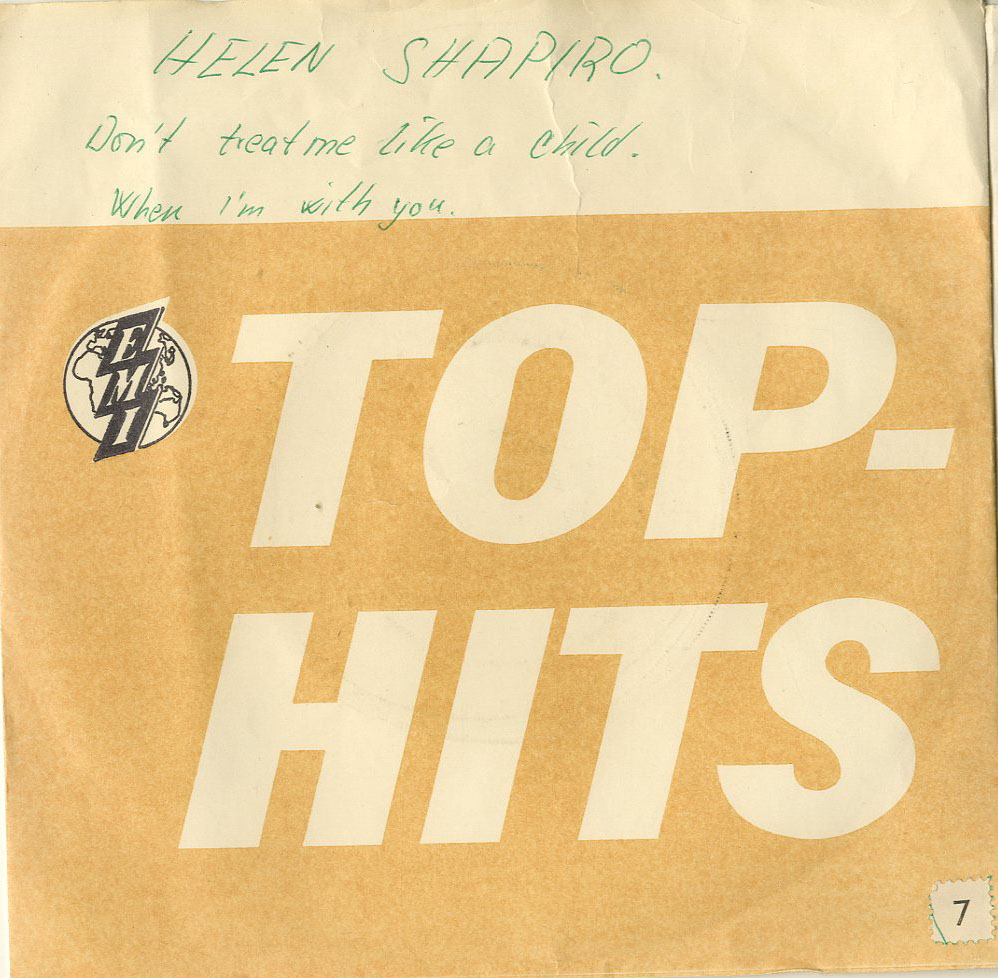 HELEN SHAPIRO.
Don't treat me like a child.
When i'm with you.
EMI
TOP-
HITS
7